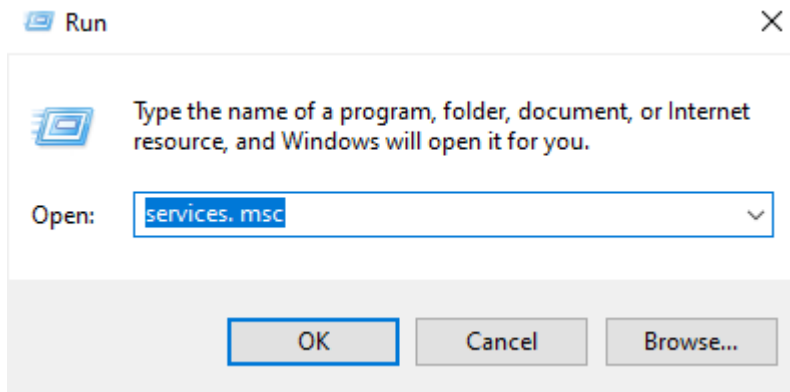 Run
Type the name of a program, folder, document, or Internet
resource, and Windows will open it for you.
Open: services. msc
OK Cancel Browse...